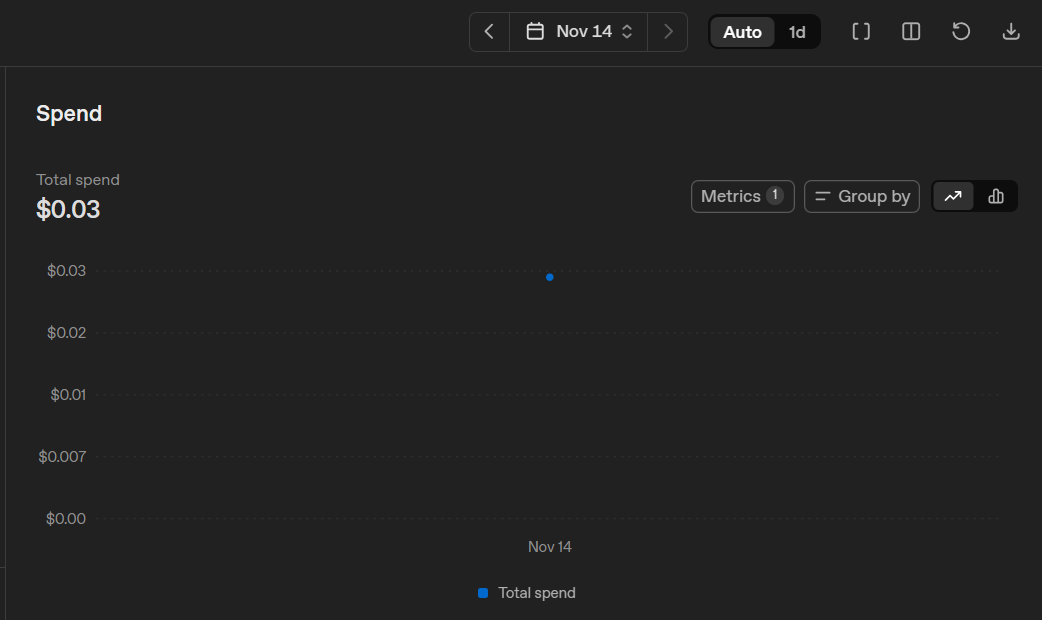 Nov 14
Auto 1d
Spend
Total spend
$0.03
Metrics 1
Group by
$0.03
$0.02
$0.01
$0.007
$0.00
Nov 14
Total spend